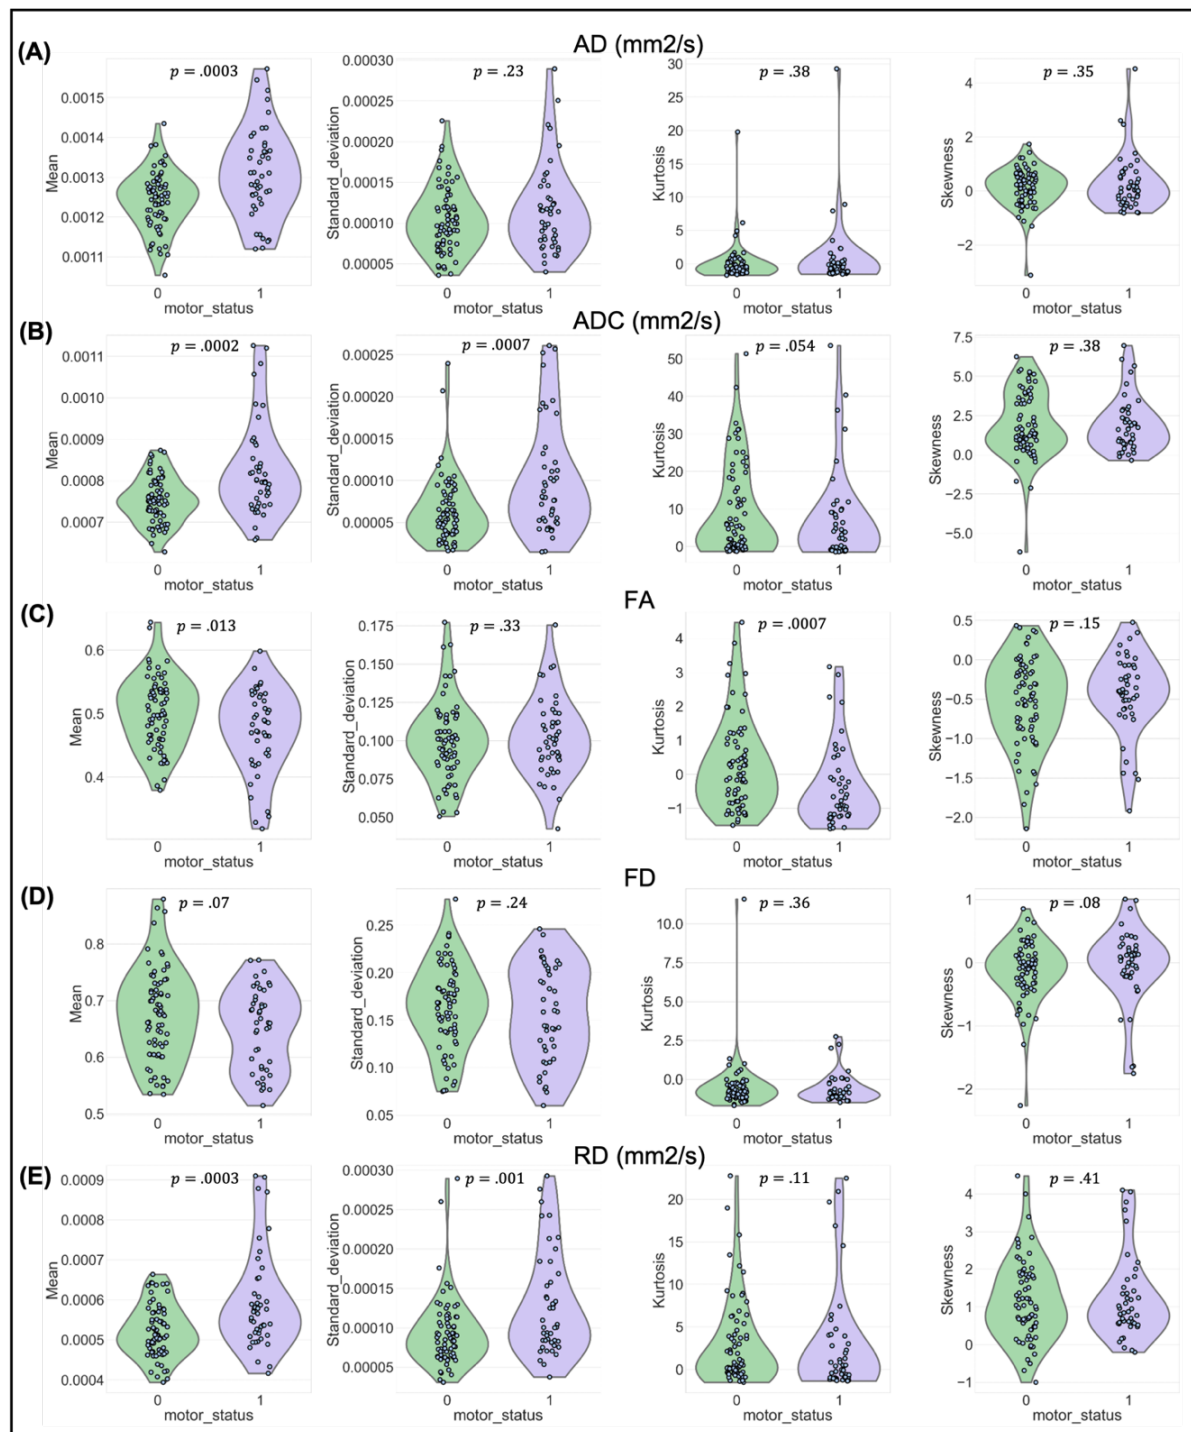 (A)
AD (mm2/s)
p = .0003
Mean
0.0015
0.0014
0.0013
0.0012
0.0011
0
1
motor_status
p = .23
Standard_deviation
0.00030
0.00025
0.00020
0.00015
0.00010
0.00005
0
1
motor_status
p = .38
Kurtosis
30
20
15
10
5
0
0
1
motor_status
p = .35
Skewness
4
2
0
−2
0
1
motor_status
(B)
ADC (mm2/s)
p = .0002
Mean
0.0011
0.0010
0.0009
0.0008
0.0007
0
1
motor_status
p = .0007
Standard_deviation
0.00025
0.00020
0.00015
0.00010
0.00005
0
1
motor_status
p = .054
Kurtosis
50
40
30
20
10
0
0
1
motor_status
p = .38
Skewness
7.5
5.0
2.5
0.0
−2.5
−5.0
0
1
motor_status
(C)
FA
p = .013
Mean
0.6
0.5
0.4
0
1
motor_status
p = .33
Standard_deviation
0.175
0.150
0.125
0.100
0.075
0.050
0
1
motor_status
p = .0007
Kurtosis
4
3
2
1
0
−1
0
1
motor_status
p = .15
Skewness
0.5
0.0
−0.5
−1.0
−1.5
−2.0
0
1
motor_status
(D)
FD
p = .07
Mean
0.8
0.7
0.6
0.5
0
1
motor_status
p = .24
Standard_deviation
0.25
0.20
0.15
0.10
0.05
0
1
motor_status
p = .36
Kurtosis
10.0
7.5
5.0
2.5
0.0
0
1
motor_status
p = .08
Skewness
1
0
−1
−2
0
1
motor_status
(E)
RD (mm2/s)
p = .0003
Mean
0.0009
0.0008
0.0007
0.0006
0.0005
0.0004
0
1
motor_status
p = .001
Standard_deviation
0.00030
0.00025
0.00020
0.00015
0.00010
0.00005
0
1
motor_status
p = .11
Kurtosis
20
15
10
5
0
0
1
motor_status
p = .41
Skewness
4
3
2
1
0
−1
0
1
motor_status